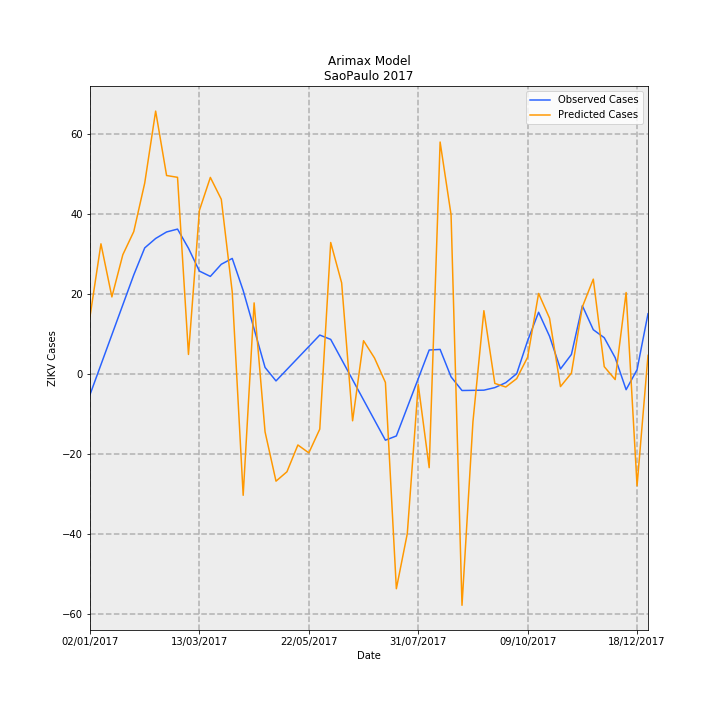 Arimax Model
SaoPaulo 2017
Observed Cases
Predicted Cases
ZIKV Cases
60
40
20
0
−20
−40
−60
02/01/2017 13/03/2017 22/05/2017 31/07/2017 09/10/2017 18/12/2017
Date